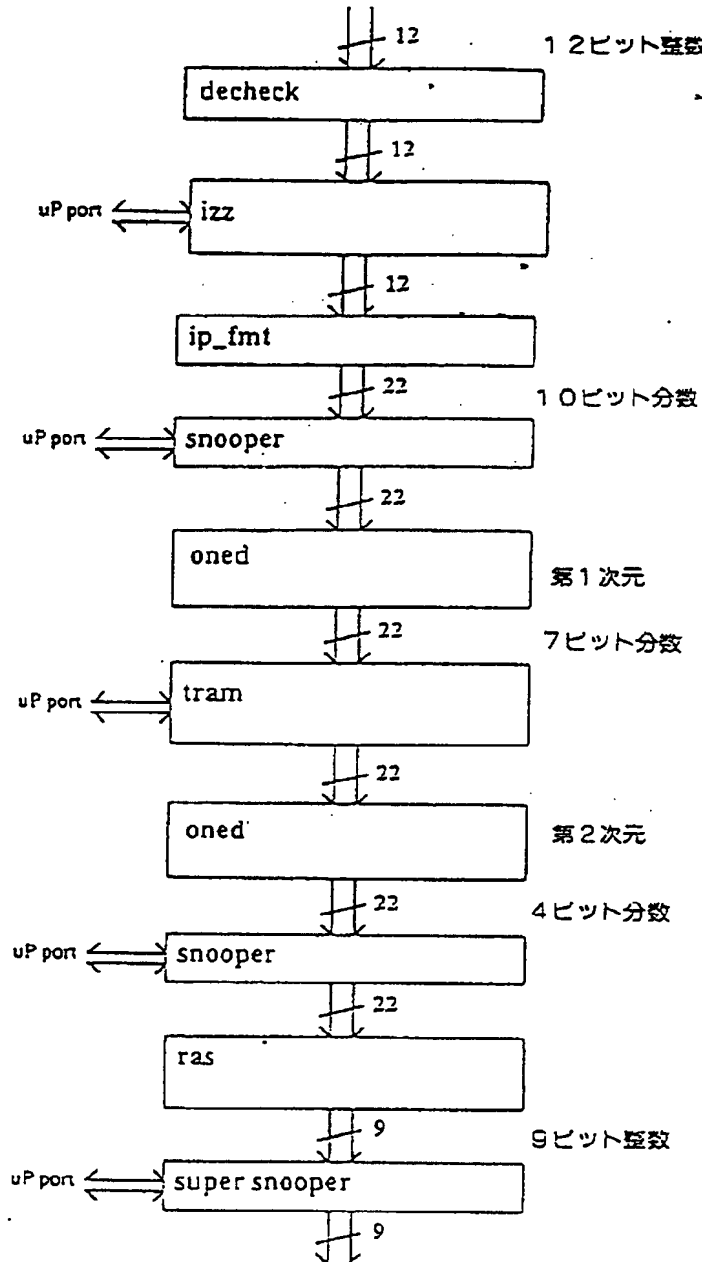 12
12ビット整数
decheck
12
uP port
izz
12
ip_fmt
22
10ビット分数
uP port
snooper
22
oned
第1次元
22
7ビット分数
uP port
tram
22
oned
第2次元
22
4ビット分数
uP port
snooper
22
ras
9
9ビット整数
uP port
super snooper
9